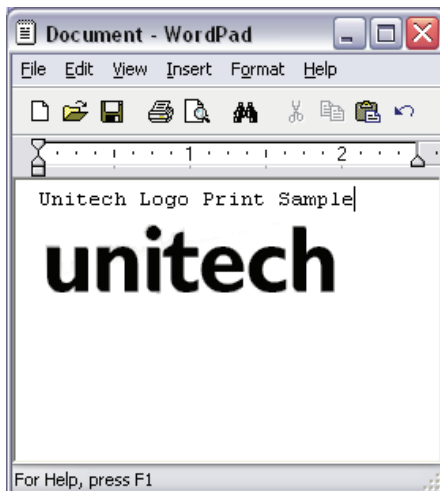 Document - WordPad
File Edit View Insert Format Help
1 2
Unitech Logo Print Sample
unitech
For Help, press F1